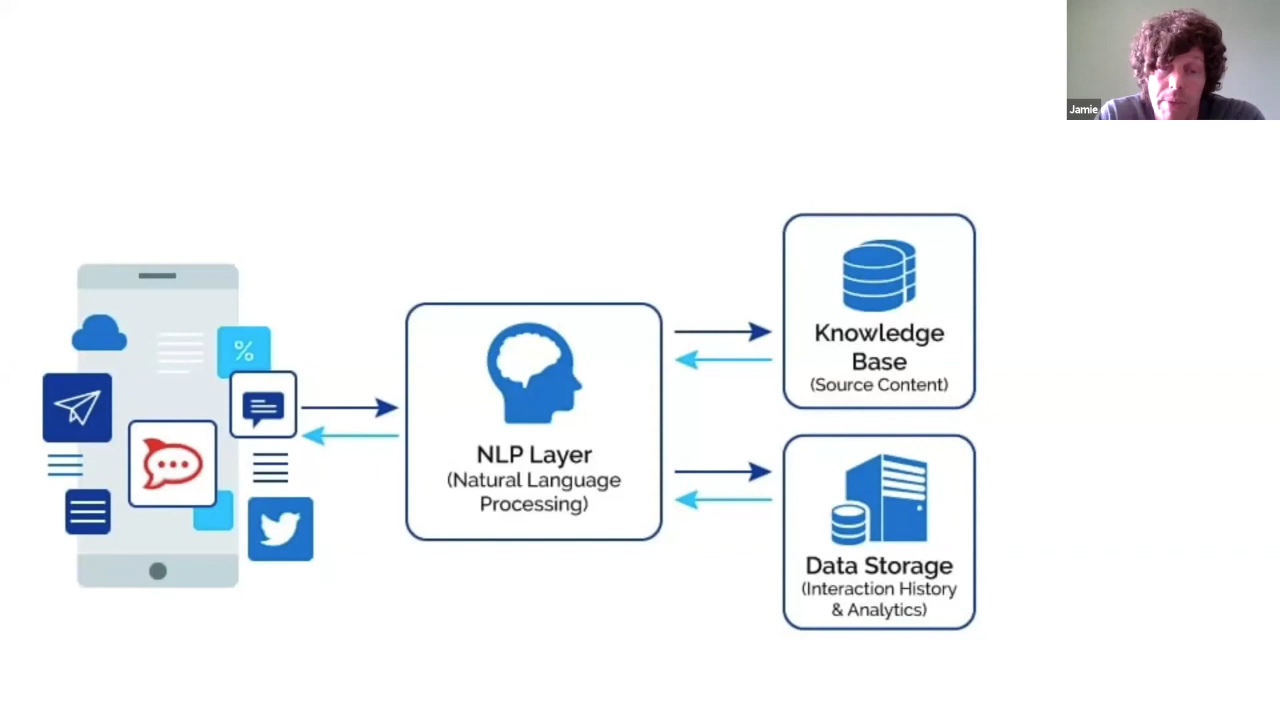 Jamie
%
NLP Layer
(Natural Language
Processing)
Knowledge
Base
(Source Content)
Data Storage
(Interaction History
& Analytics)